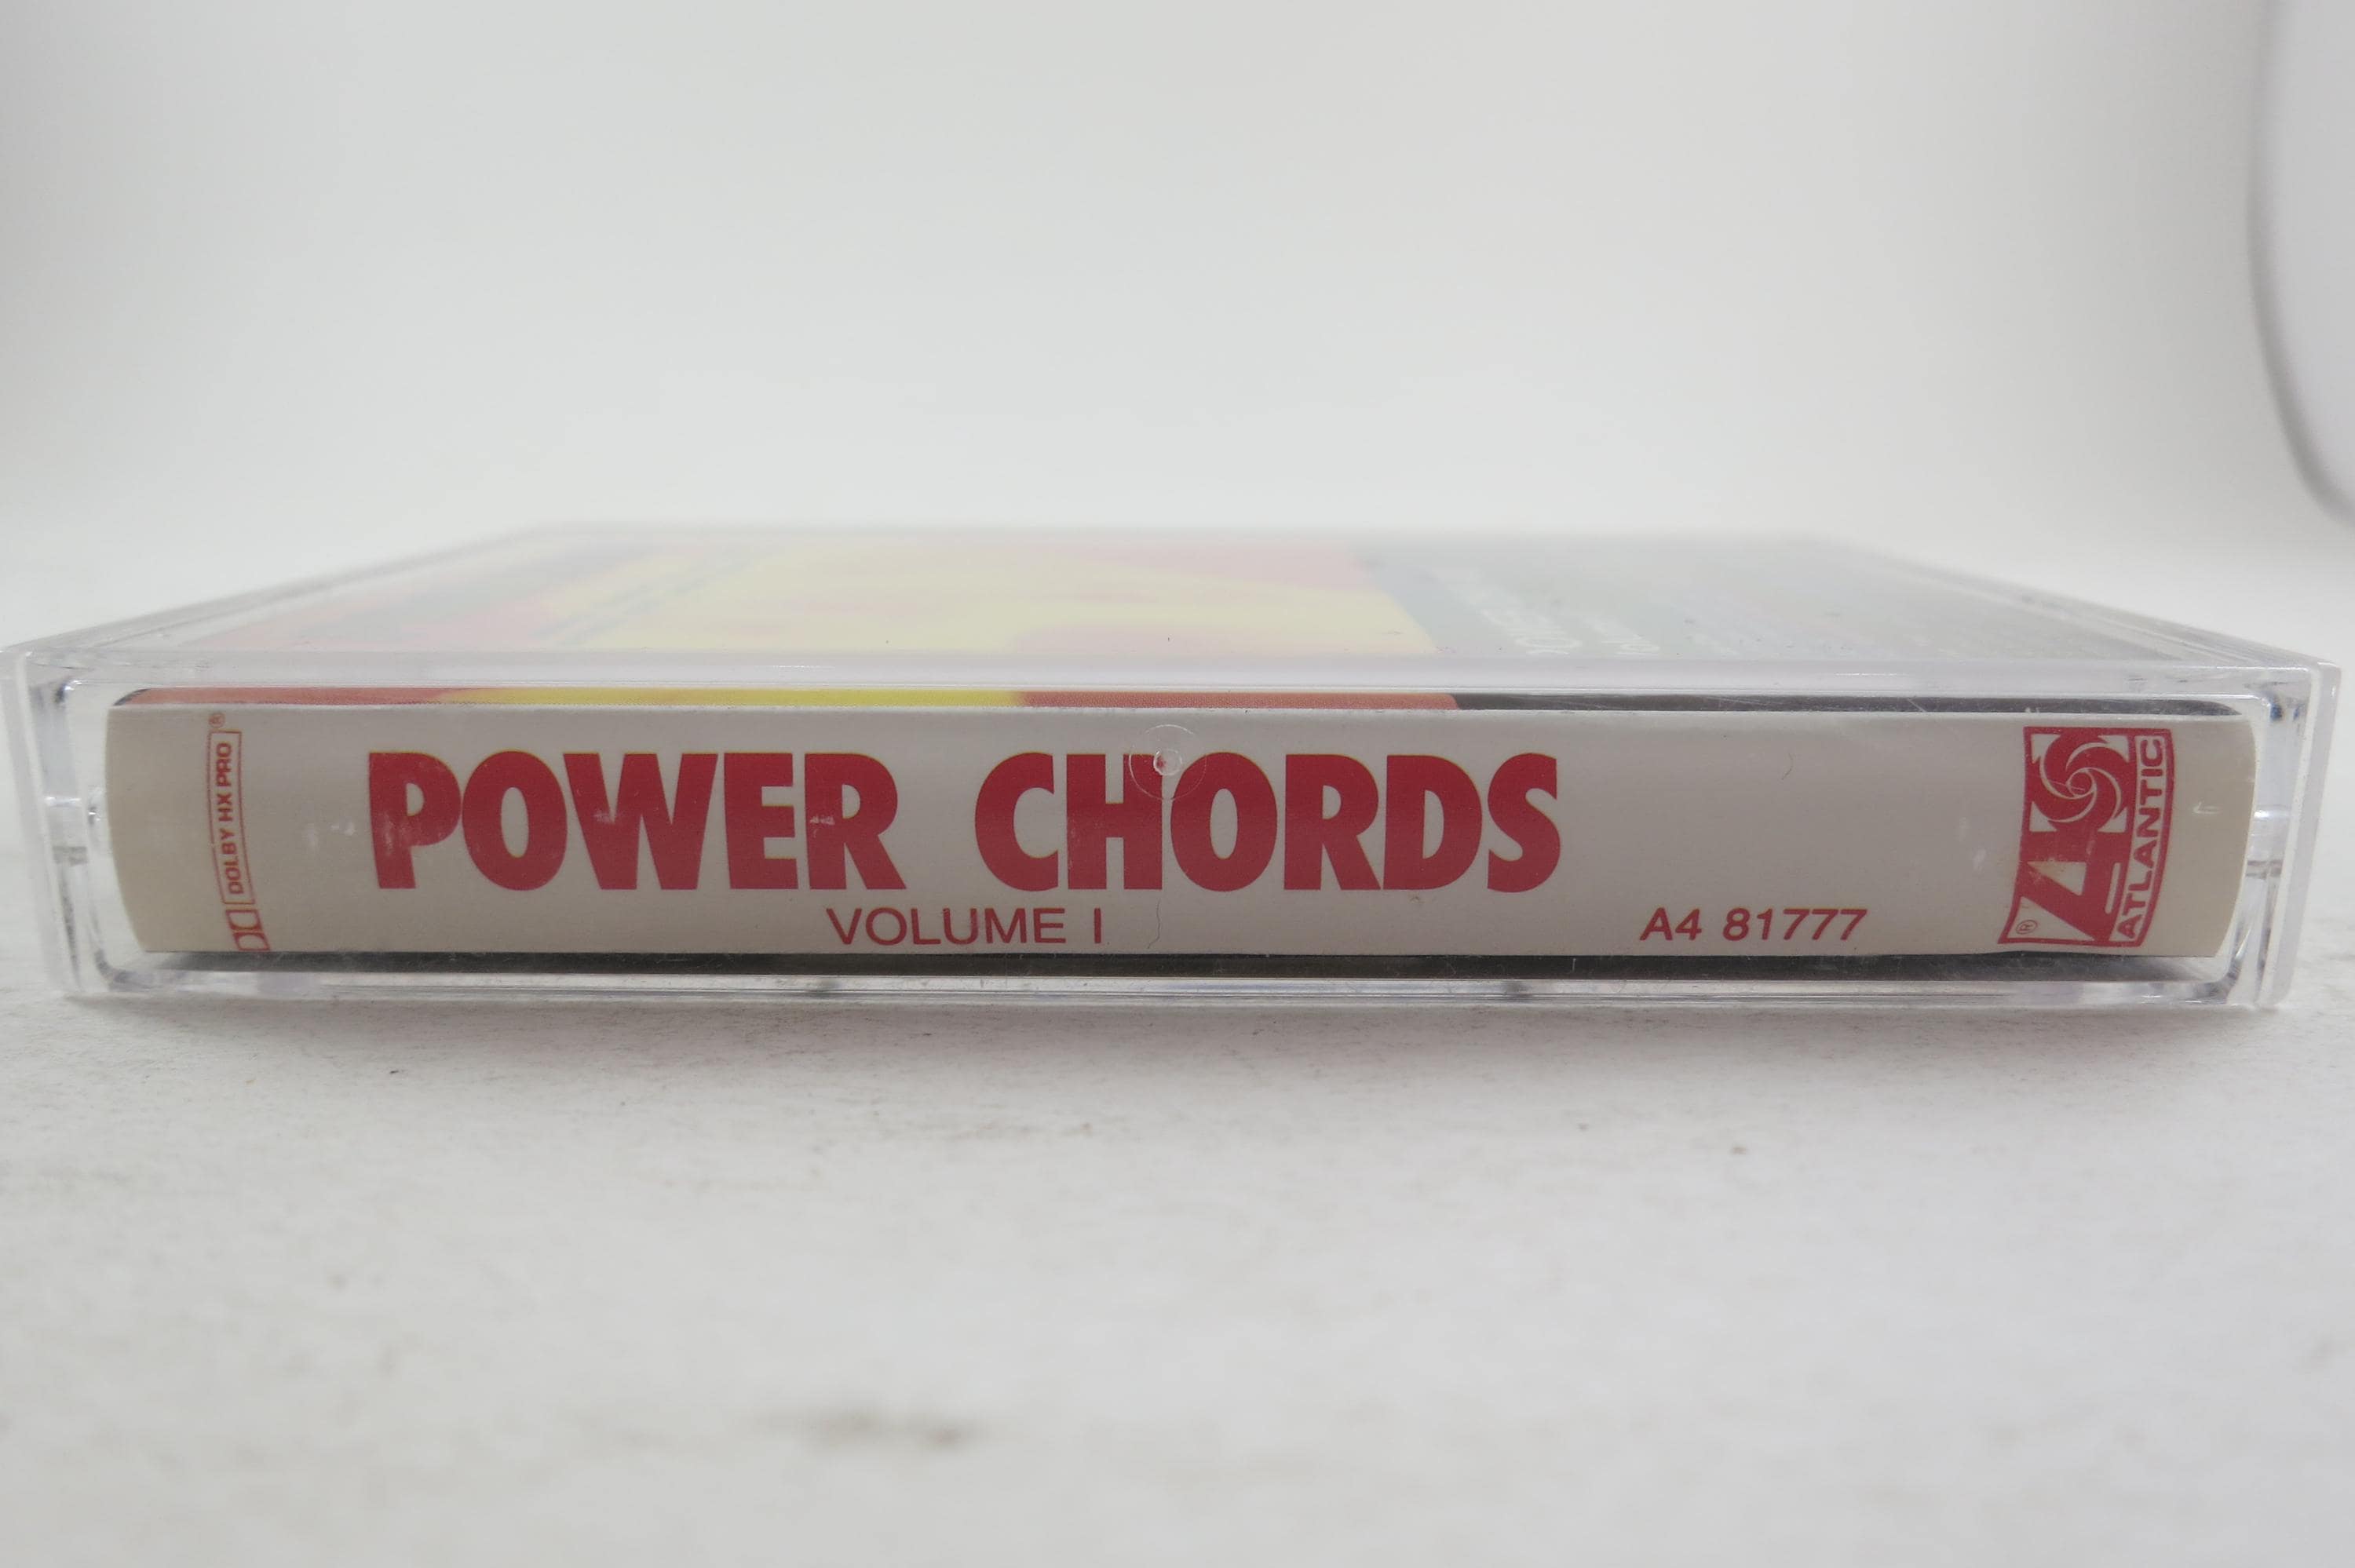 DOLBY HX PRO®
POWER CHORDS
VOLUME I
A4 81777
ATLANTIC
®